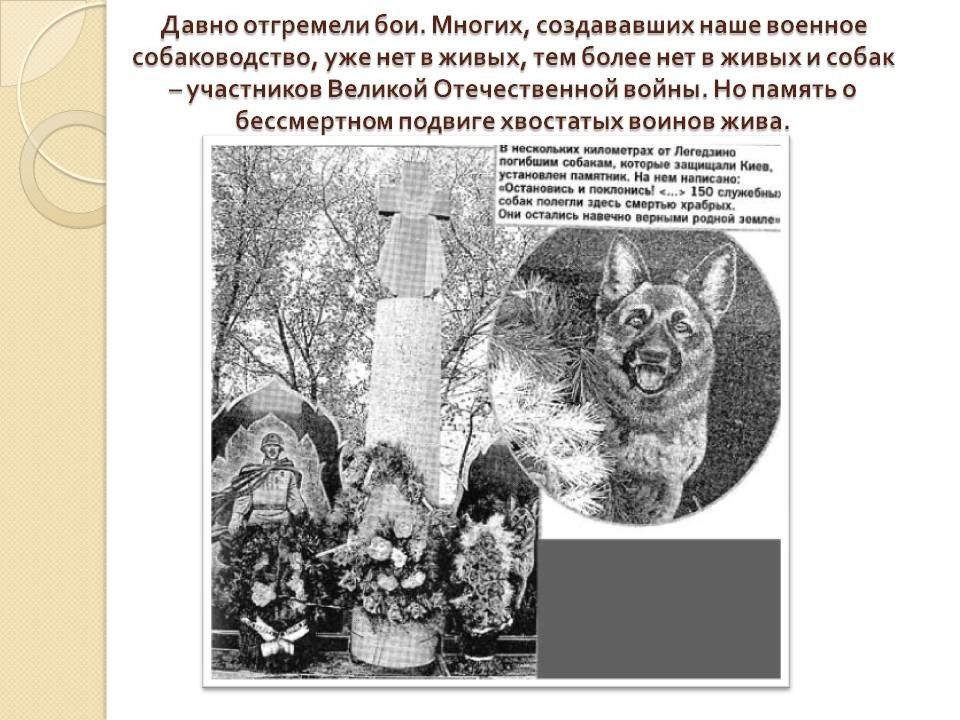 Давно отгремели бои. Многих, создававших наше военное
собаководство, уже нет в живых, тем более нет в живых и собак
– участников Великой Отечественной войны. Но память о
бессмертном подвиге хвостатых воинов жива.
В нескольких километрах от Легедзино
погибшим собакам, которые защищали Киев,
установлен памятник. На нем написано:
«Остановись и поклонись! <...> 150 служебных
собак полегли здесь смертью храбрых.
Они остались навечно верными родной земле»